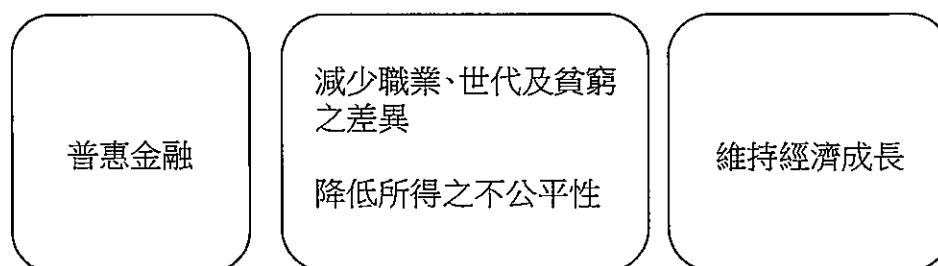 普惠金融
減少職業、世代及貧窮
之差異
降低所得之不公平性
維持經濟成長